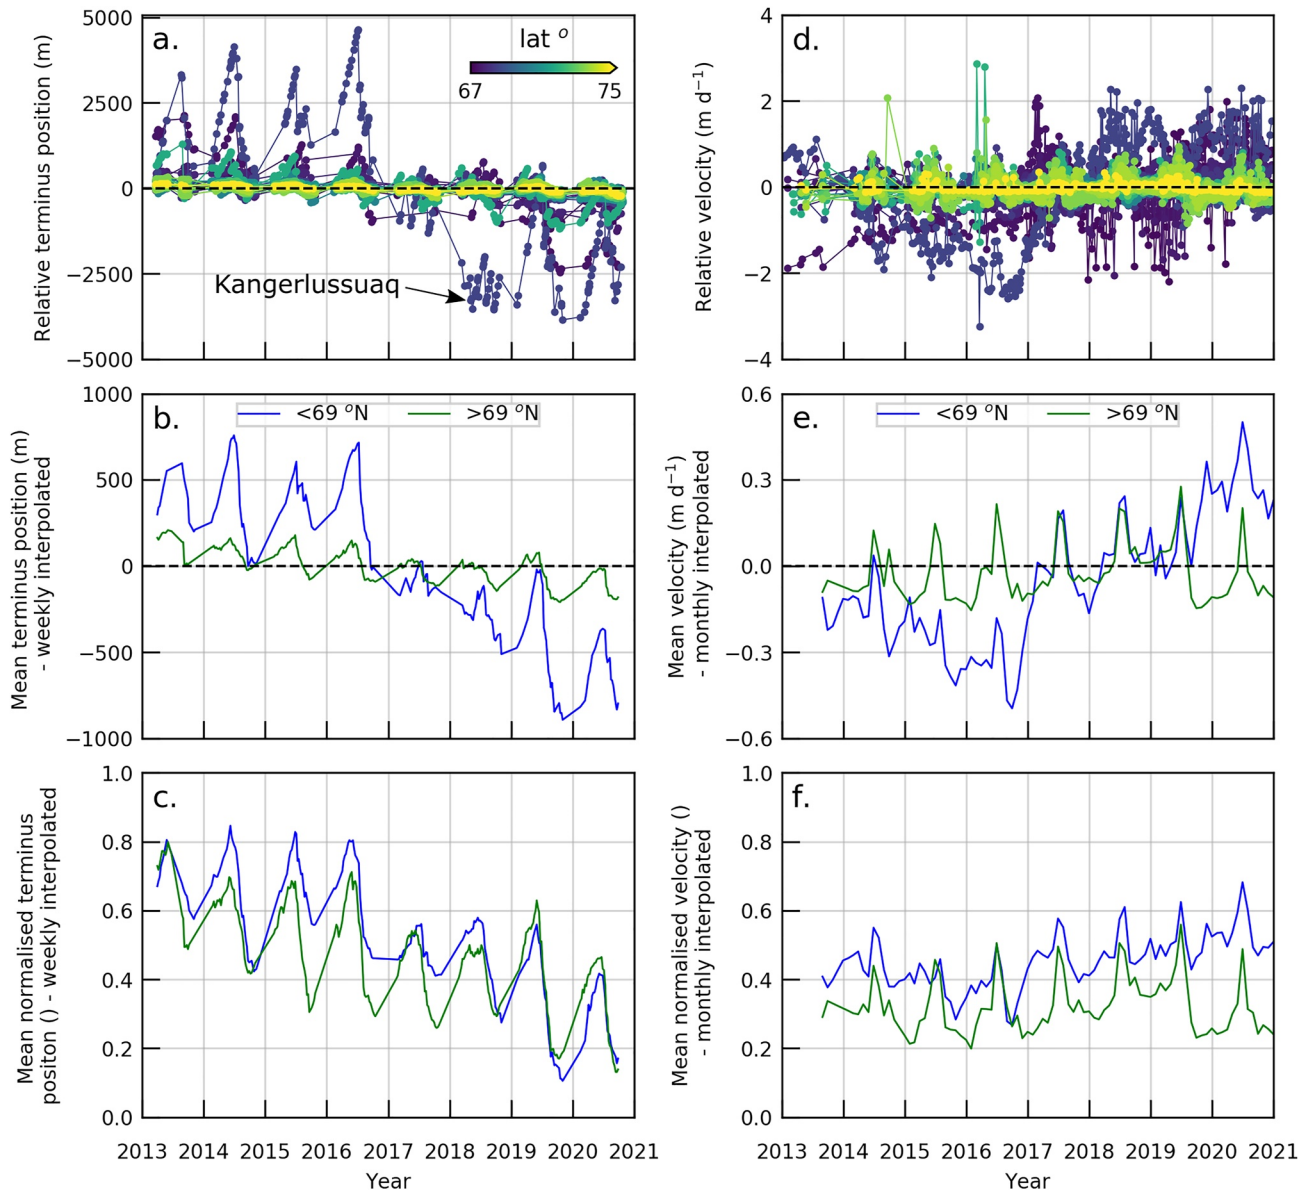 a.
lat °
67 75
Kangerlussuaq
Relative terminus position (m)
5000
2500
0
−2500
−5000
d.
Relative velocity (m d⁻¹)
4
2
0
−2
−4
b.
<69 °N >69 °N
Mean terminus position (m)
- weekly interpolated
1000
500
0
−500
−1000
e.
<69 °N >69 °N
Mean velocity (m d⁻¹)
- monthly interpolated
0.6
0.3
0.0
−0.3
−0.6
c.
Mean normalised terminus
positon () - weekly interpolated
1.0
0.8
0.6
0.4
0.2
0.0
2013 2014 2015 2016 2017 2018 2019 2020 2021
Year
f.
Mean normalised velocity ()
- monthly interpolated
1.0
0.8
0.6
0.4
0.2
0.0
2013 2014 2015 2016 2017 2018 2019 2020 2021
Year